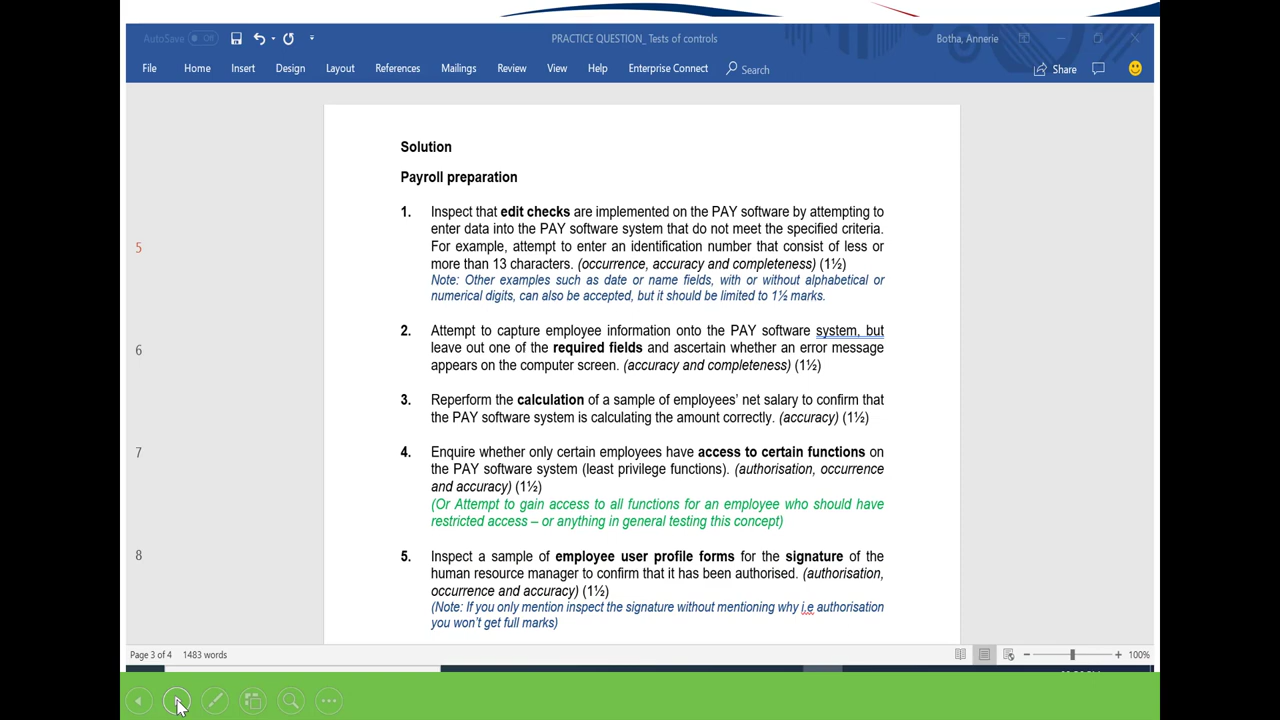 AutoSave Off PRACTICE QUESTION_ Tests of controls Botha, Annerie
File Home Insert Design Layout References Mailings Review View Help Enterprise Connect Search Share
Solution
Payroll preparation
1. Inspect that edit checks are implemented on the PAY software by attempting to
enter data into the PAY software system that do not meet the specified criteria.
5
For example, attempt to enter an identification number that consist of less or
more than 13 characters. (occurrence, accuracy and completeness) (1½)
Note: Other examples such as date or name fields, with or without alphabetical or
numerical digits, can also be accepted, but it should be limited to 1½ marks.
2. Attempt to capture employee information onto the PAY software system, but
6
leave out one of the required fields and ascertain whether an error message
appears on the computer screen. (accuracy and completeness) (1½)
3. Reperform the calculation of a sample of employees’ net salary to confirm that
the PAY software system is calculating the amount correctly. (accuracy) (1½)
7
4. Enquire whether only certain employees have access to certain functions on
the PAY software system (least privilege functions). (authorisation, occurrence
and accuracy) (1½)
(Or Attempt to gain access to all functions for an employee who should have
restricted access – or anything in general testing this concept)
8
5. Inspect a sample of employee user profile forms for the signature of the
human resource manager to confirm that it has been authorised. (authorisation,
occurrence and accuracy) (1½)
(Note: If you only mention inspect the signature without mentioning why i.e authorisation
you won’t get full marks)
Page 3 of 4 1483 words 100%